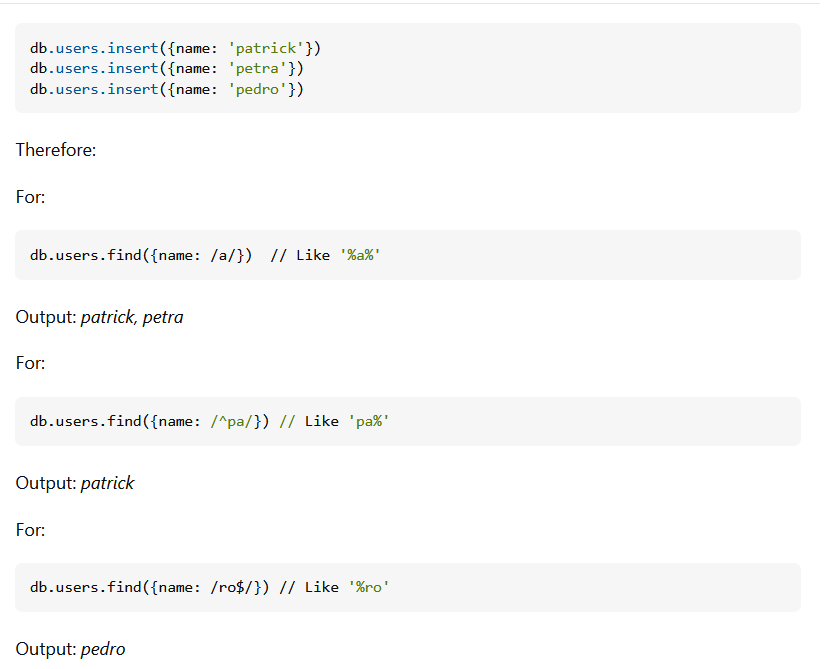 db.users.insert({name: 'patrick'})
db.users.insert({name: 'petra'})
db.users.insert({name: 'pedro'})
Therefore:
For:
db.users.find({name: /a/})  // Like '%a%'
Output: patrick, petra
For:
db.users.find({name: /^pa/}) // Like 'pa%'
Output: patrick
For:
db.users.find({name: /ro$/}) // Like '%ro'
Output: pedro